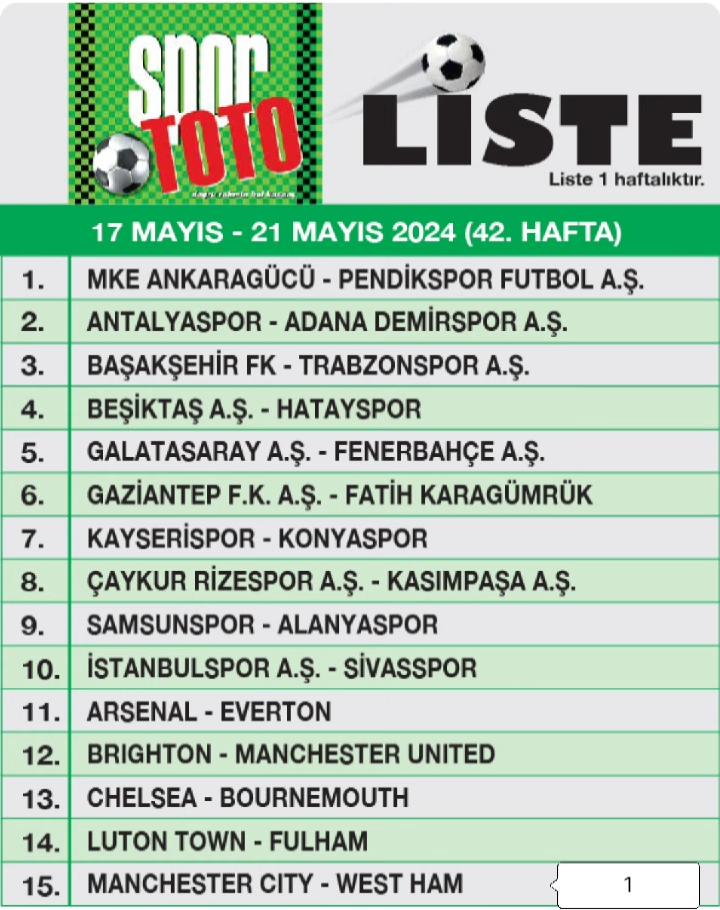 spor
TOTO
LİSTE
Liste 1 haftalıktır.
17 MAYIS - 21 MAYIS 2024 (42. HAFTA)
1. MKE ANKARAGÜCÜ - PENDİKSPOR FUTBOL A.Ş.
2. ANTALYASPOR - ADANA DEMİRSPOR A.Ş.
3. BAŞAKŞEHİR FK - TRABZONSPOR A.Ş.
4. BEŞİKTAŞ A.Ş. - HATAYSPOR
5. GALATASARAY A.Ş. - FENERBAHÇE A.Ş.
6. GAZİANTEP F.K. A.Ş. - FATİH KARAGÜMRÜK
7. KAYSERİSPOR - KONYASPOR
8. ÇAYKUR RİZESPOR A.Ş. - KASIMPAŞA A.Ş.
9. SAMSUNSPOR - ALANYASPOR
10. İSTANBULSPOR A.Ş. - SİVASSPOR
11. ARSENAL - EVERTON
12. BRIGHTON - MANCHESTER UNITED
13. CHELSEA - BOURNEMOUTH
14. LUTON TOWN - FULHAM
15. MANCHESTER CITY - WEST HAM 1